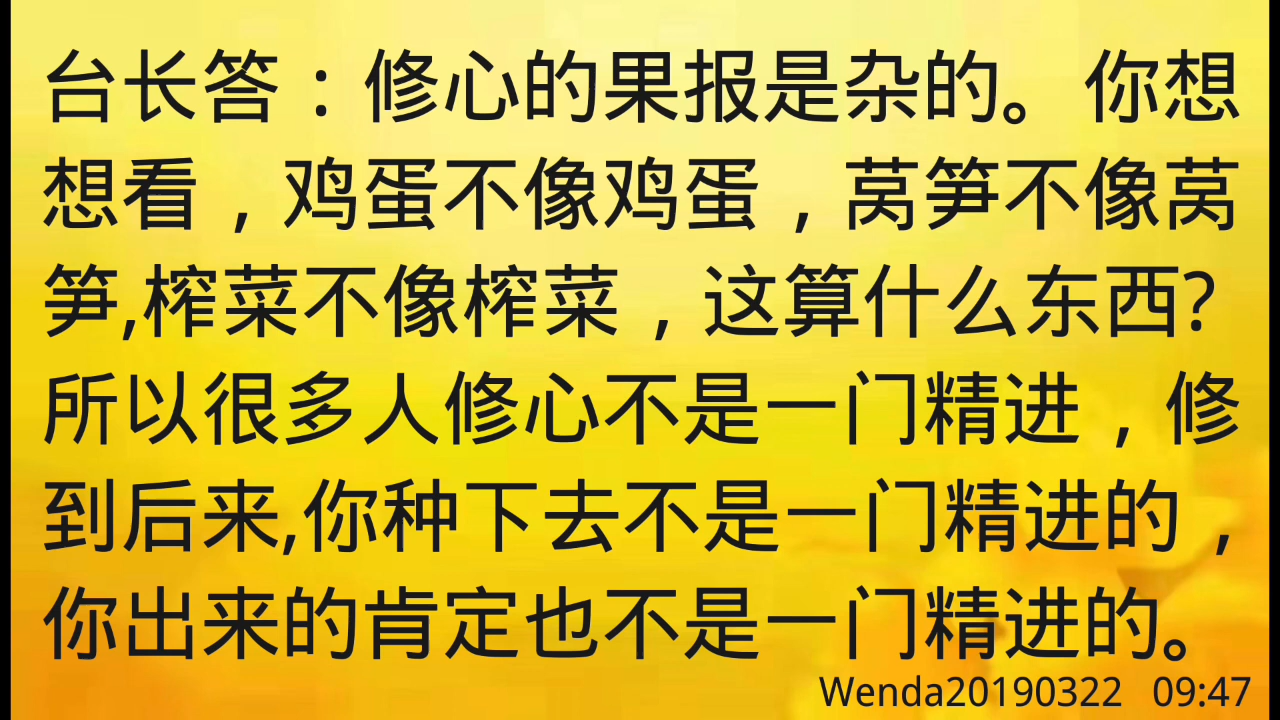 台长答：修心的果报是杂的。你想
想看，鸡蛋不像鸡蛋，莴笋不像莴
笋,榨菜不像榨菜，这算什么东西?
所以很多人修心不是一门精进，修
到后来,你种下去不是一门精进的，
你出来的肯定也不是一门精进的。
Wenda20190322 09:47